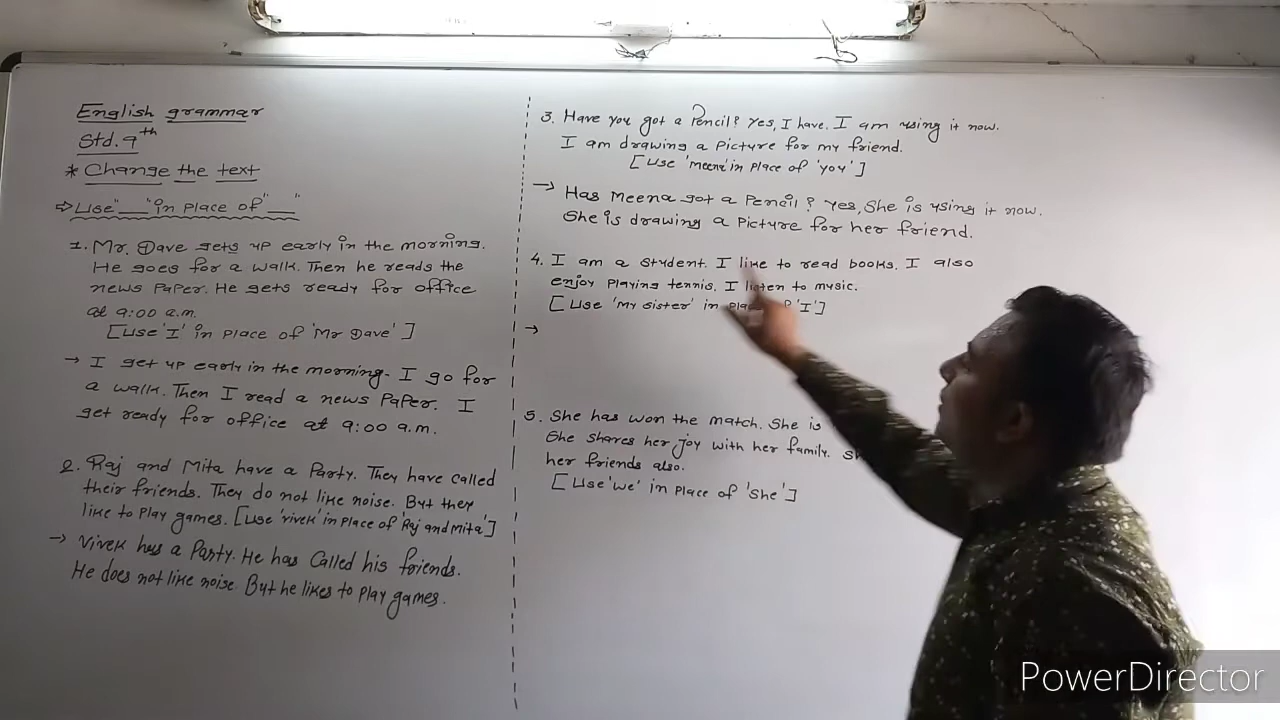 English grammar
Std. 9th
* Change the text
⇒ Use "___" in place of "___"
1. Mr. Dave gets up early in the morning.
He goes for a walk. Then he reads the
news paper. He gets ready for office
at 9:00 a.m.
[Use 'I' in place of 'Mr Dave']
→ I get up early in the morning. I go for
a walk. Then I read a news paper. I
get ready for office at 9:00 a.m.
2. Raj and Mita have a party. They have called
their friends. They do not like noise. But they
like to play games. [Use 'vivek' in place of 'Raj and Mita']
→ Vivek has a party. He has called his friends.
He does not like noise. But he likes to play games.
3. Have you got a pencil? Yes, I have. I am using it now.
I am drawing a picture for my friend.
[Use 'meena' in place of 'you']
→ Has meena got a pencil? Yes, she is using it now.
She is drawing a picture for her friend.
4. I am a student. I like to read books. I also
enjoy playing tennis. I listen to music.
[Use 'My sister' in place of 'I']
→
5. She has won the match. She is
She shares her joy with her family.
her friends also.
[Use 'we' in place of 'she']
PowerDirector